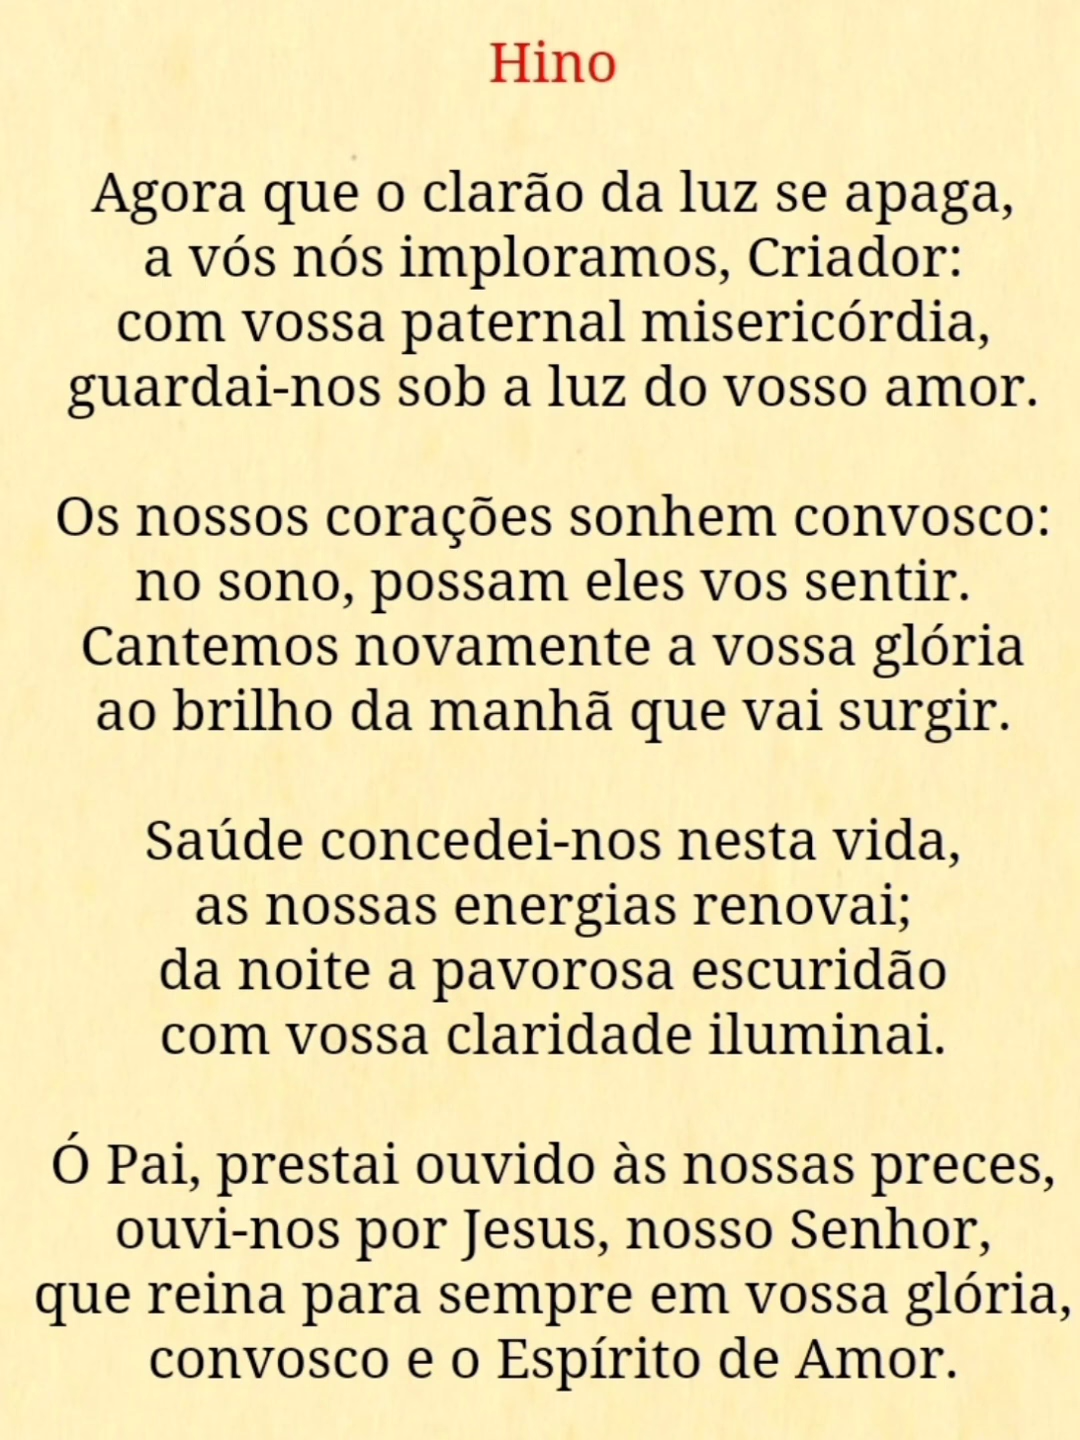 Hino
Agora que o clarão da luz se apaga,
a vós nós imploramos, Criador:
com vossa paternal misericórdia,
guardai-nos sob a luz do vosso amor.
Os nossos corações sonhem convosco:
no sono, possam eles vos sentir.
Cantemos novamente a vossa glória
ao brilho da manhã que vai surgir.
Saúde concedei-nos nesta vida,
as nossas energias renovai;
da noite a pavorosa escuridão
com vossa claridade iluminai.
Ó Pai, prestai ouvido às nossas preces,
ouvi-nos por Jesus, nosso Senhor,
que reina para sempre em vossa glória,
convosco e o Espírito de Amor.